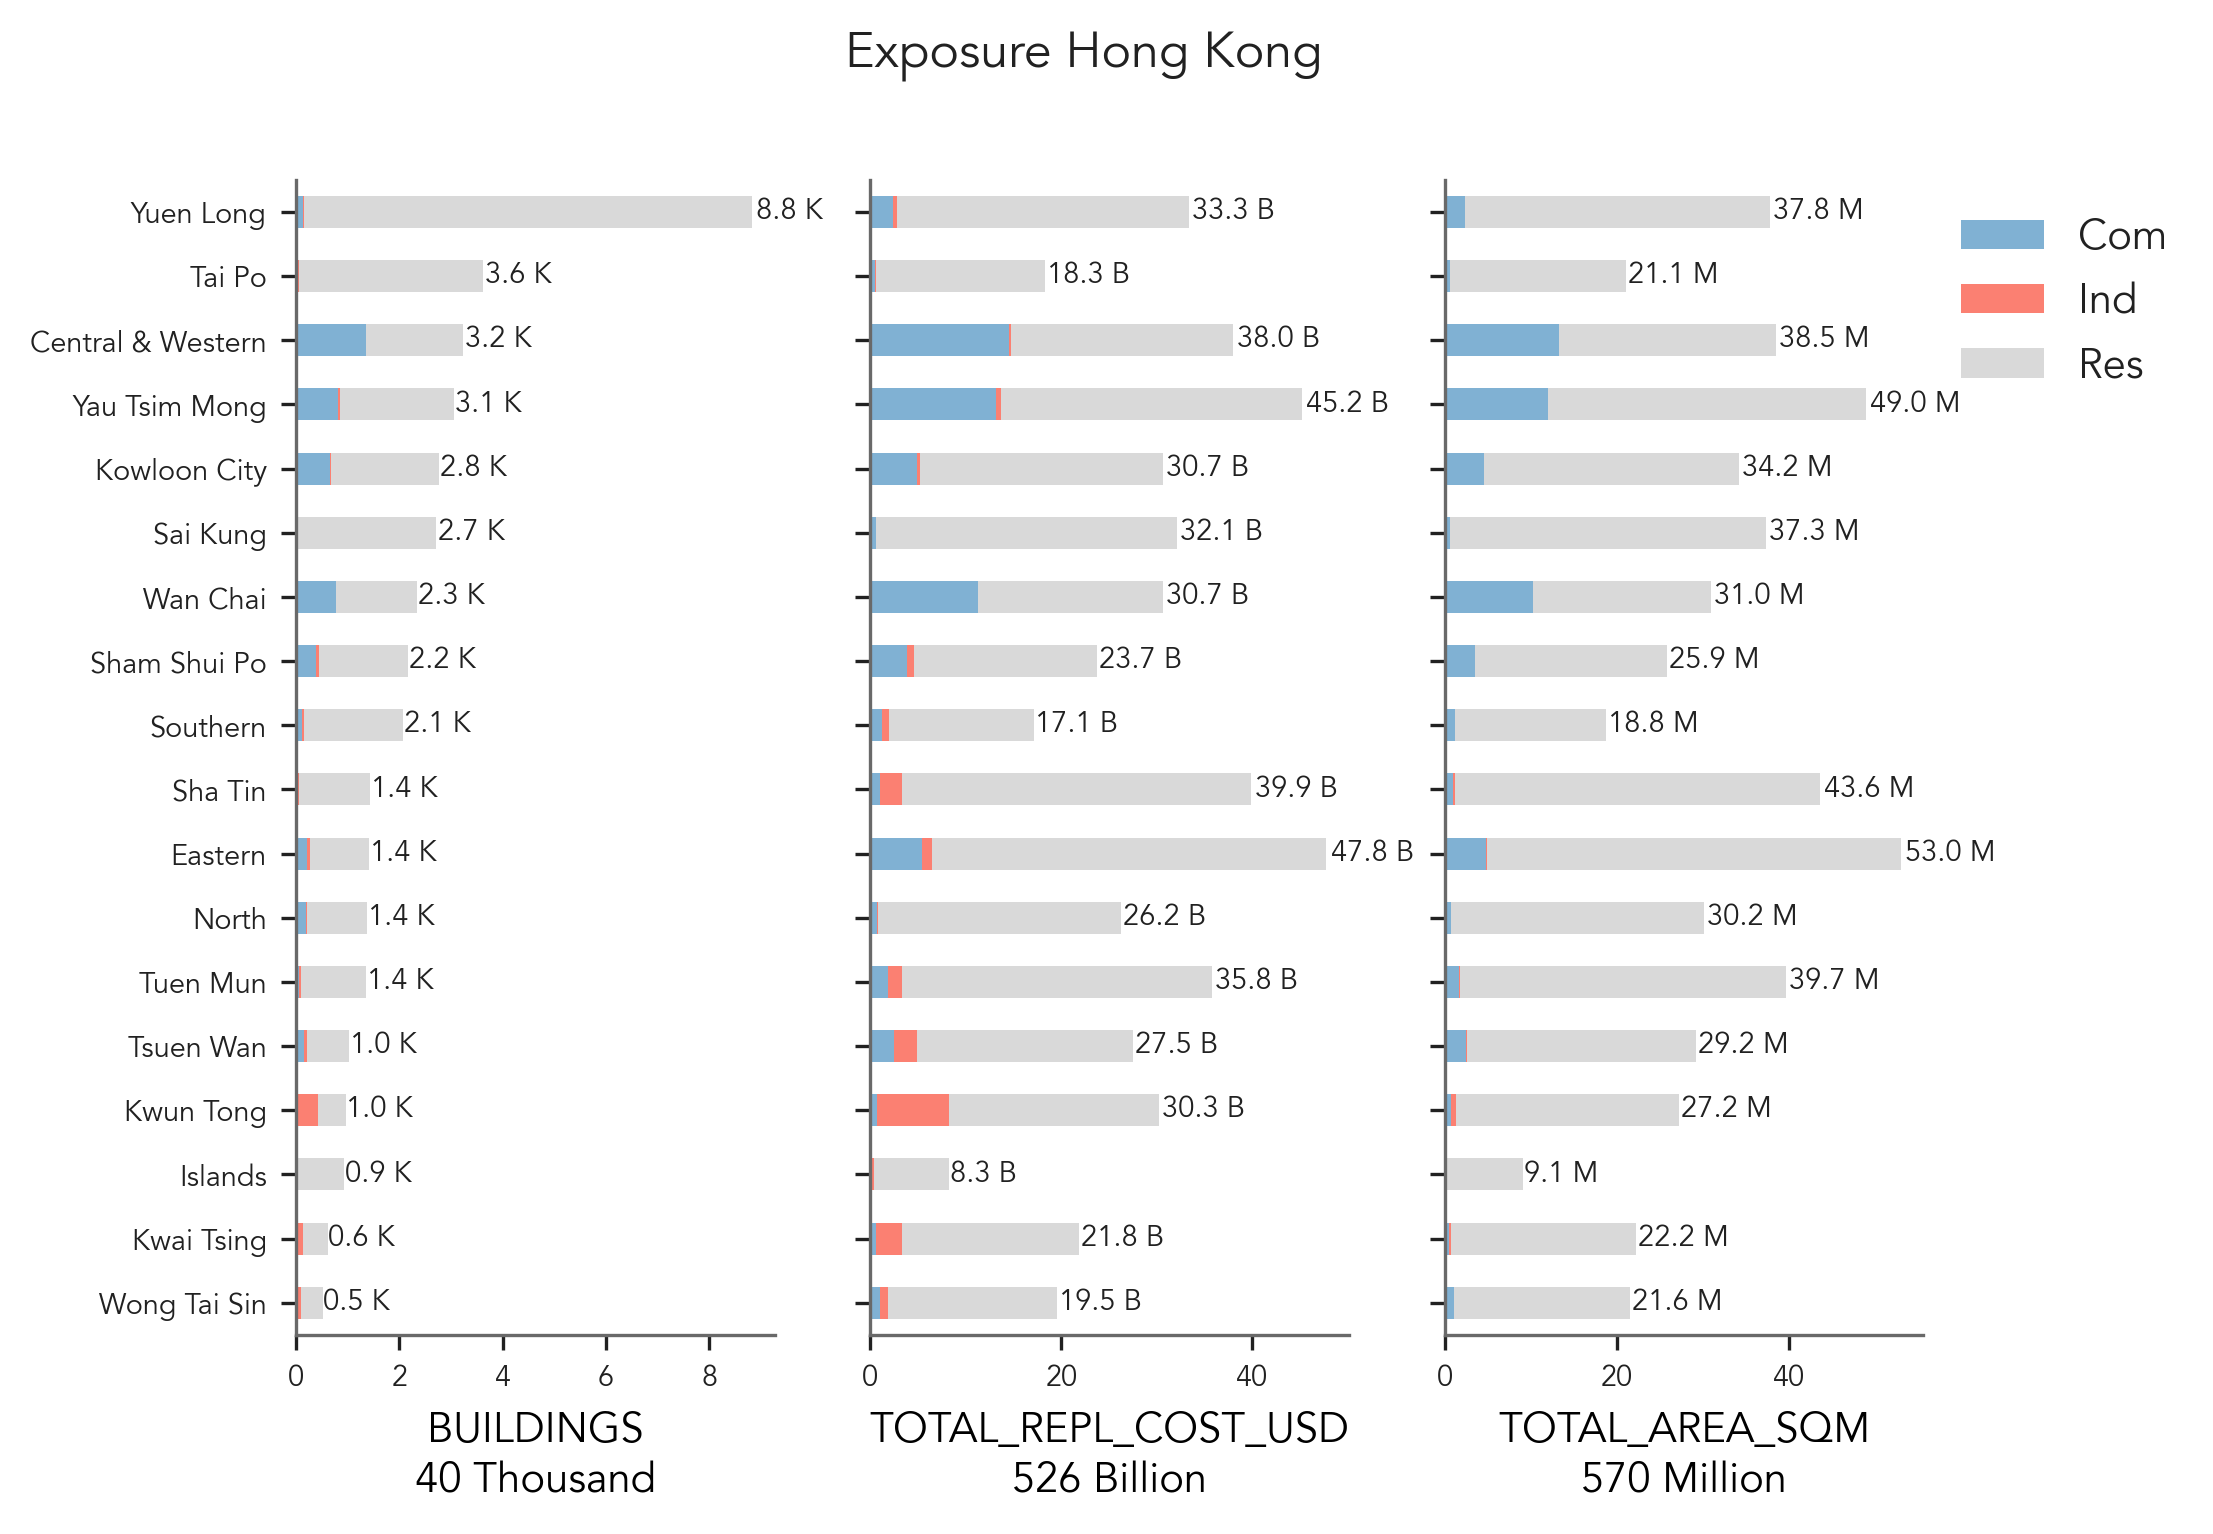 Exposure Hong Kong
Yuen Long 8.8 K 33.3 B 37.8 M
Tai Po 3.6 K 18.3 B 21.1 M
Central & Western 3.2 K 38.0 B 38.5 M
Yau Tsim Mong 3.1 K 45.2 B 49.0 M
Kowloon City 2.8 K 30.7 B 34.2 M
Sai Kung 2.7 K 32.1 B 37.3 M
Wan Chai 2.3 K 30.7 B 31.0 M
Sham Shui Po 2.2 K 23.7 B 25.9 M
Southern 2.1 K 17.1 B 18.8 M
Sha Tin 1.4 K 39.9 B 43.6 M
Eastern 1.4 K 47.8 B 53.0 M
North 1.4 K 26.2 B 30.2 M
Tuen Mun 1.4 K 35.8 B 39.7 M
Tsuen Wan 1.0 K 27.5 B 29.2 M
Kwun Tong 1.0 K 30.3 B 27.2 M
Islands 0.9 K 8.3 B 9.1 M
Kwai Tsing 0.6 K 21.8 B 22.2 M
Wong Tai Sin 0.5 K 19.5 B 21.6 M
0 2 4 6 8 0 20 40 0 20 40
BUILDINGS TOTAL_REPL_COST_USD TOTAL_AREA_SQM
40 Thousand 526 Billion 570 Million
Com
Ind
Res